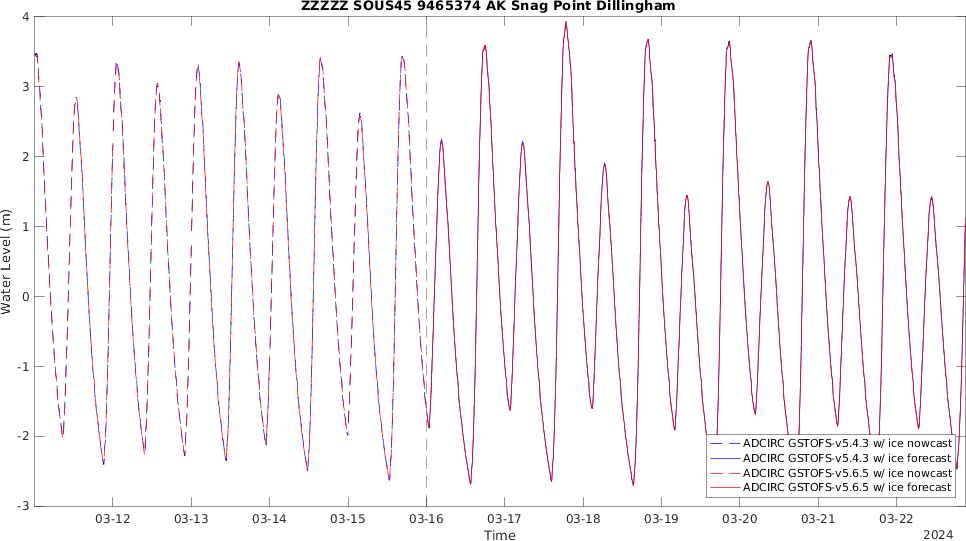 ZZZZZ SOUS45 9465374 AK Snag Point Dillingham
Water Level (m)
4
3
2
1
0
-1
-2
-3
ADCIRC GSTOFS-v5.4.3 w/ ice nowcast
ADCIRC GSTOFS-v5.4.3 w/ ice forecast
ADCIRC GSTOFS-v5.6.5 w/ ice nowcast
ADCIRC GSTOFS-v5.6.5 w/ ice forecast
03-12 03-13 03-14 03-15 03-16 03-17 03-18 03-19 03-20 03-21 03-22
Time 2024